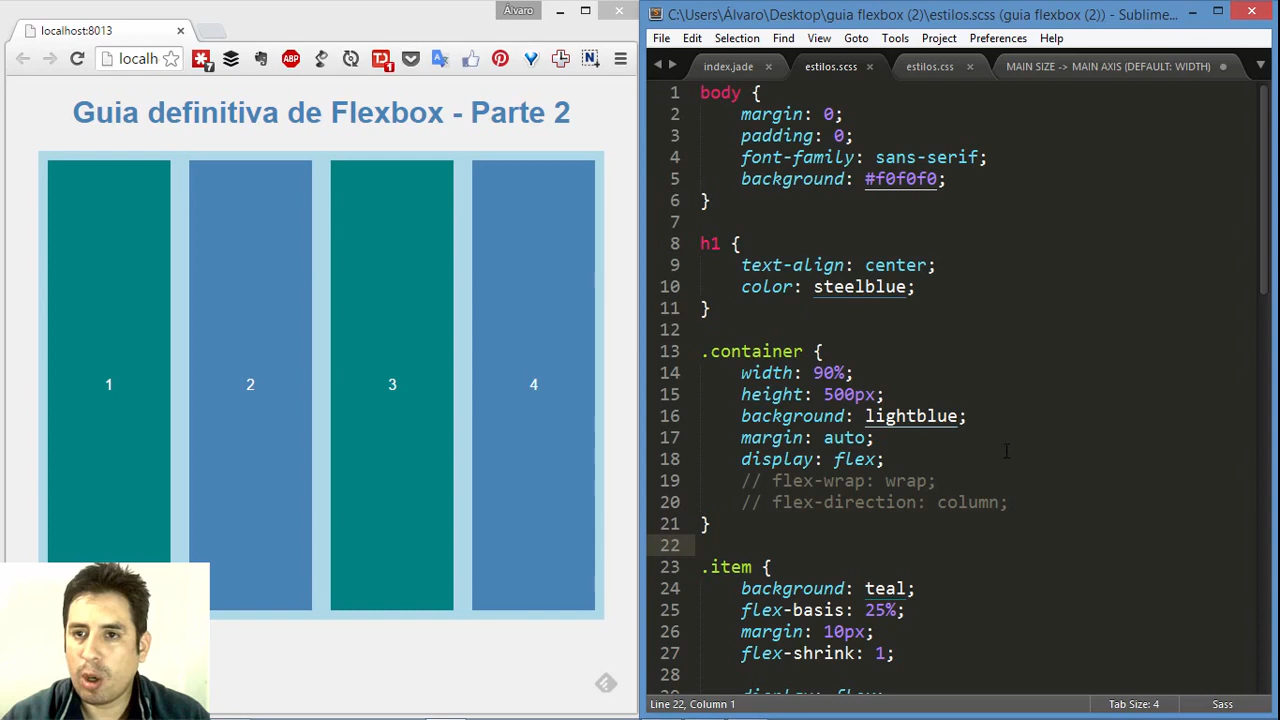 Álvaro
localhost:8013
localh
7
ABP
1
Guia definitiva de Flexbox - Parte 2
1
2
3
4
C:\Users\Álvaro\Desktop\guia flexbox (2)\estilos.scss (guia flexbox (2)) - Sublime...
File Edit Selection Find View Goto Tools Project Preferences Help
index.jade estilos.scss estilos.css MAIN SIZE -> MAIN AXIS (DEFAULT: WIDTH)
1 body {
2 margin: 0;
3 padding: 0;
4 font-family: sans-serif;
5 background: #f0f0f0;
6 }
7
8 h1 {
9 text-align: center;
10 color: steelblue;
11 }
12
13 .container {
14 width: 90%;
15 height: 500px;
16 background: lightblue;
17 margin: auto;
18 display: flex;
19 // flex-wrap: wrap;
20 // flex-direction: column;
21 }
22
23 .item {
24 background: teal;
25 flex-basis: 25%;
26 margin: 10px;
27 flex-shrink: 1;
28
29 display: flex;
Line 22, Column 1 Tab Size: 4 Sass